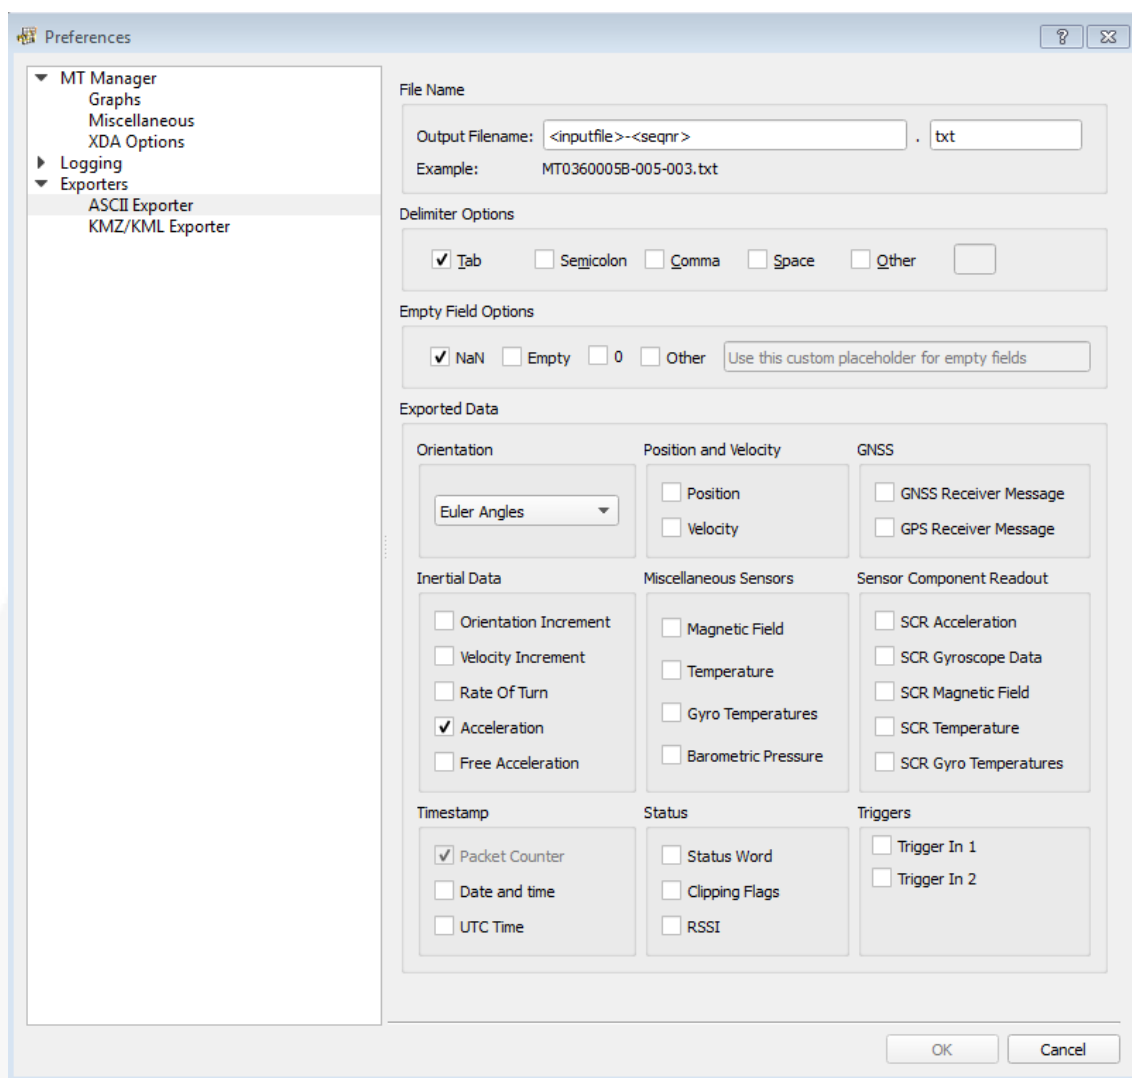 Preferences
MT Manager
Graphs
Miscellaneous
XDA Options
Logging
Exporters
ASCII Exporter
KMZ/KML Exporter
File Name
Output Filename: <inputfile>-<seqnr> . txt
Example: MT0360005B-005-003.txt
Delimiter Options
Tab Semicolon Comma Space Other
Empty Field Options
NaN Empty 0 Other Use this custom placeholder for empty fields
Exported Data
Orientation Position and Velocity GNSS
Euler Angles
Position
Velocity
GNSS Receiver Message
GPS Receiver Message
Inertial Data
Orientation Increment
Velocity Increment
Rate Of Turn
Acceleration
Free Acceleration
Miscellaneous Sensors
Magnetic Field
Temperature
Gyro Temperatures
Barometric Pressure
Sensor Component Readout
SCR Acceleration
SCR Gyroscope Data
SCR Magnetic Field
SCR Temperature
SCR Gyro Temperatures
Timestamp
Packet Counter
Date and time
UTC Time
Status
Status Word
Clipping Flags
RSSI
Triggers
Trigger In 1
Trigger In 2
OK Cancel